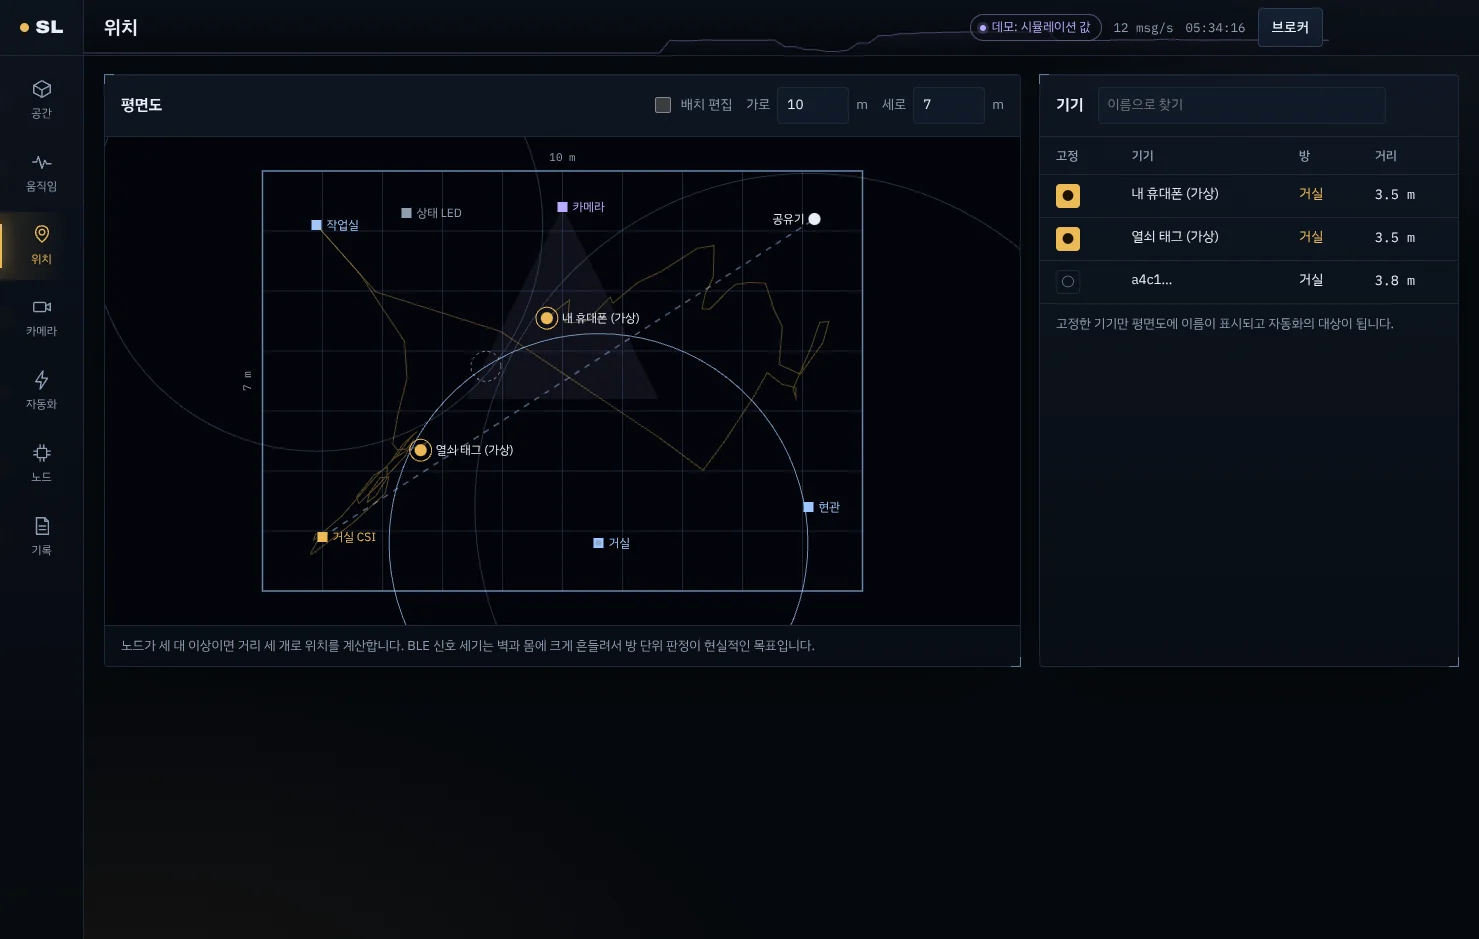 SL
위치
데모: 시뮬레이션 값
12 msg/s
05:34:16
브로커
공간
움직임
위치
카메라
자동화
노드
기록
평면도
배치 편집
가로
10
m
세로
7
m
10 m
7 m
작업실
상태 LED
카메라
공유기
내 휴대폰 (가상)
열쇠 태그 (가상)
거실 CSI
거실
현관
노드가 세 대 이상이면 거리 세 개로 위치를 계산합니다. BLE 신호 세기는 벽과 몸에 크게 흔들려서 방 단위 판정이 현실적인 목표입니다.
기기
이름으로 찾기
고정 기기 방 거리
내 휴대폰 (가상) 거실 3.5 m
열쇠 태그 (가상) 거실 3.5 m
a4c1... 거실 3.8 m
고정한 기기만 평면도에 이름이 표시되고 자동화의 대상이 됩니다.